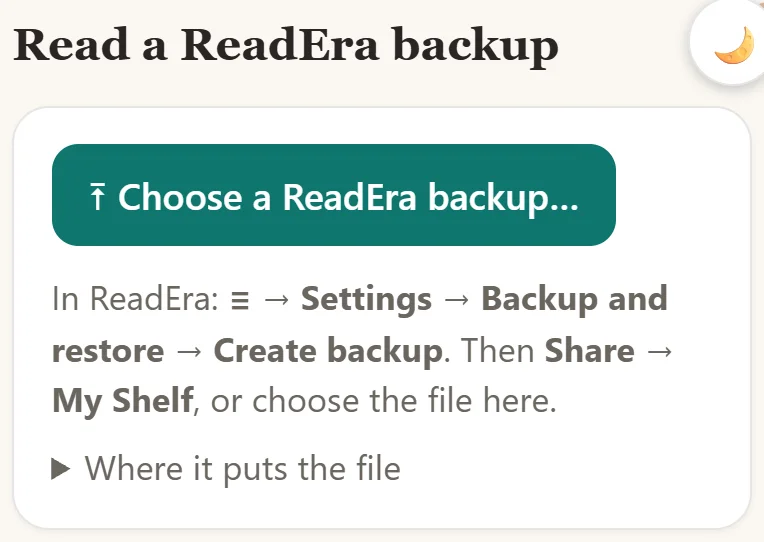 Read a ReadEra backup
⤒ Choose a ReadEra backup...
In ReadEra: ≡ → Settings → Backup and
restore → Create backup. Then Share →
My Shelf, or choose the file here.
▶ Where it puts the file